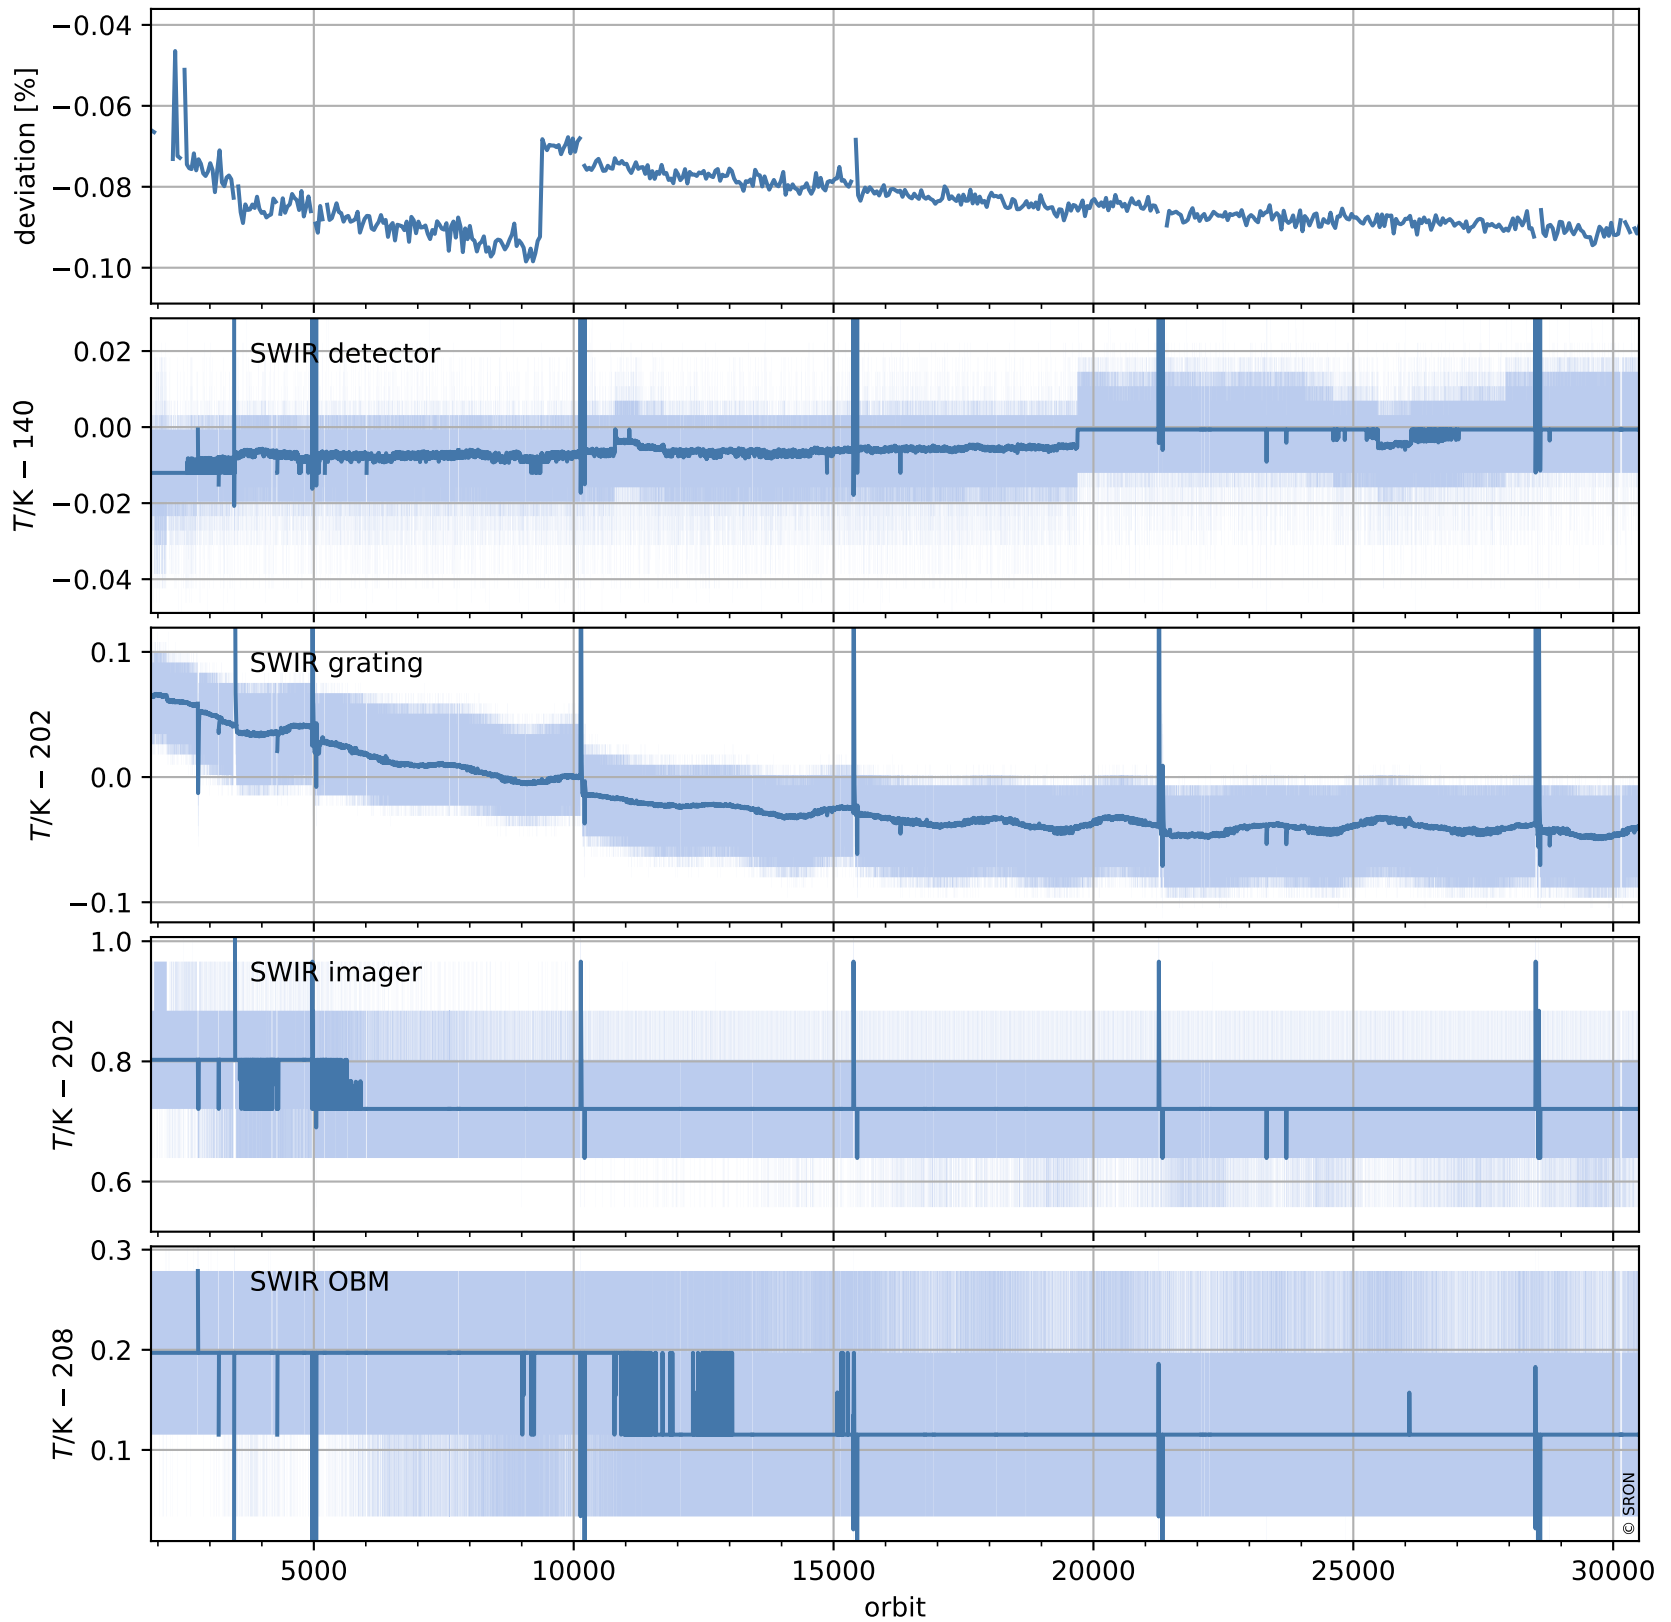 −0.04
−0.06
−0.08
−0.10
deviation [%]
SWIR detector
0.02
0.00
−0.02
−0.04
T/K − 140
SWIR grating
0.1
0.0
−0.1
T/K − 202
SWIR imager
1.0
0.8
0.6
T/K − 202
SWIR OBM
0.3
0.2
0.1
T/K − 208
© SRON
5000 10000 15000 20000 25000 30000
orbit